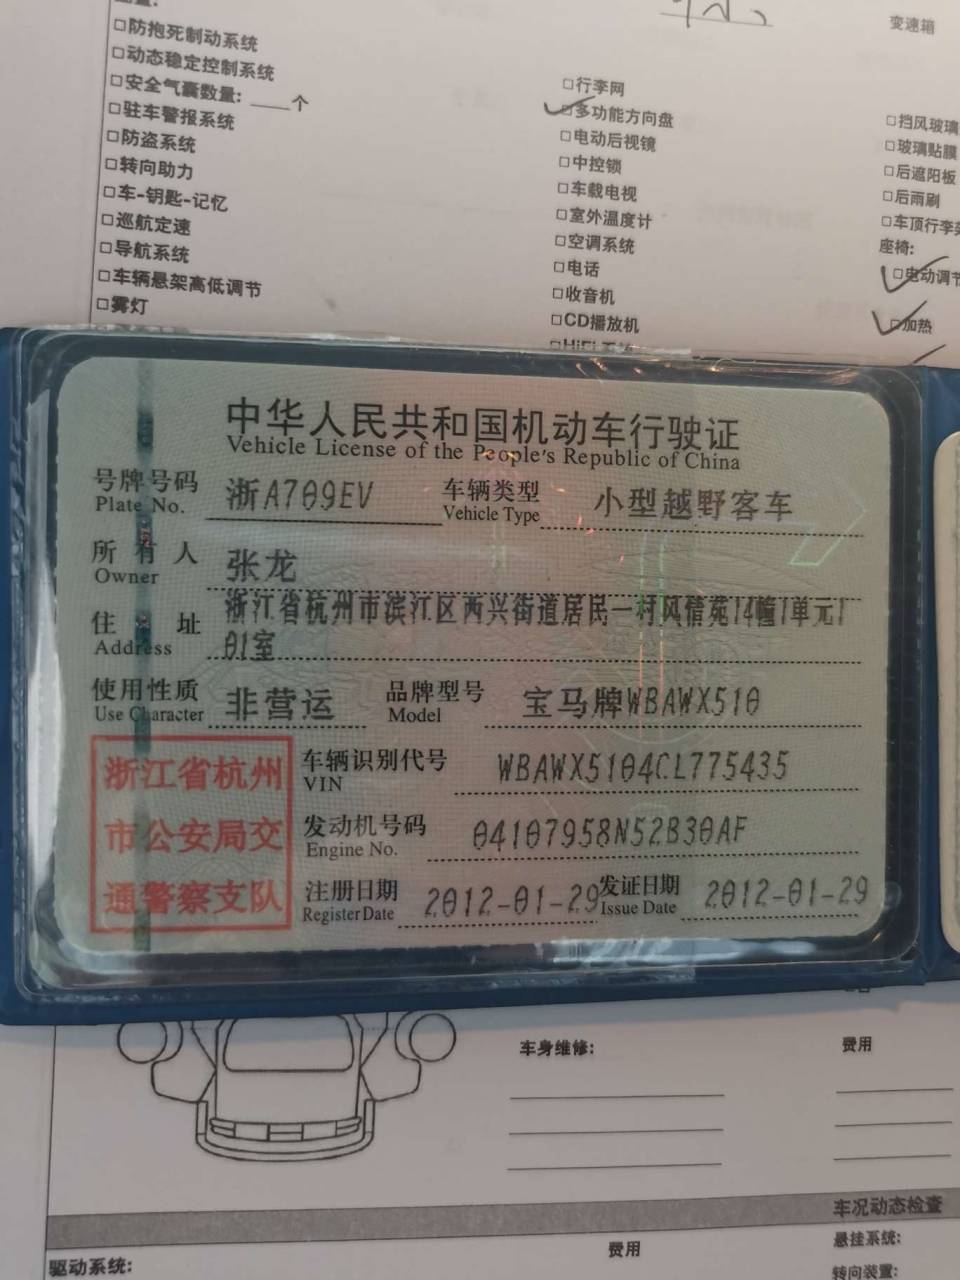 □防抱死制动系统
□动态稳定控制系统
□安全气囊数量: ____个
□驻车警报系统
□防盗系统
□转向助力
□车-钥匙-记忆
□巡航定速
□导航系统
□车辆悬架高低调节
□雾灯
□行李网
□多功能方向盘
□电动后视镜
□中控锁
□车载电视
□室外温度计
□空调系统
□电话
□收音机
□CD播放机
变速箱
□挡风玻璃
□玻璃贴膜
□后遮阳板
□后雨刷
□车顶行李架
座椅:
□电动调节
□加热
中华人民共和国机动车行驶证
Vehicle License of the People's Republic of China
号牌号码 浙A709EV 车辆类型 小型越野客车
Plate No. Vehicle Type
所有人 张龙
Owner
住址 浙江省杭州市滨江区西兴街道居民一村风情苑14幢1单元1
Address 01室
使用性质 非营运 品牌型号 宝马牌WBAWX510
Use Character Model
浙江省杭州
市公安局交
通警察支队
车辆识别代号 WBAWX5104CL775435
VIN
发动机号码 04107958N52B30AF
Engine No.
注册日期 2012-01-29 发证日期 2012-01-29
Register Date Issue Date
车身维修: 费用
车况动态检查
驱动系统: 费用 悬挂系统:
转向装置: